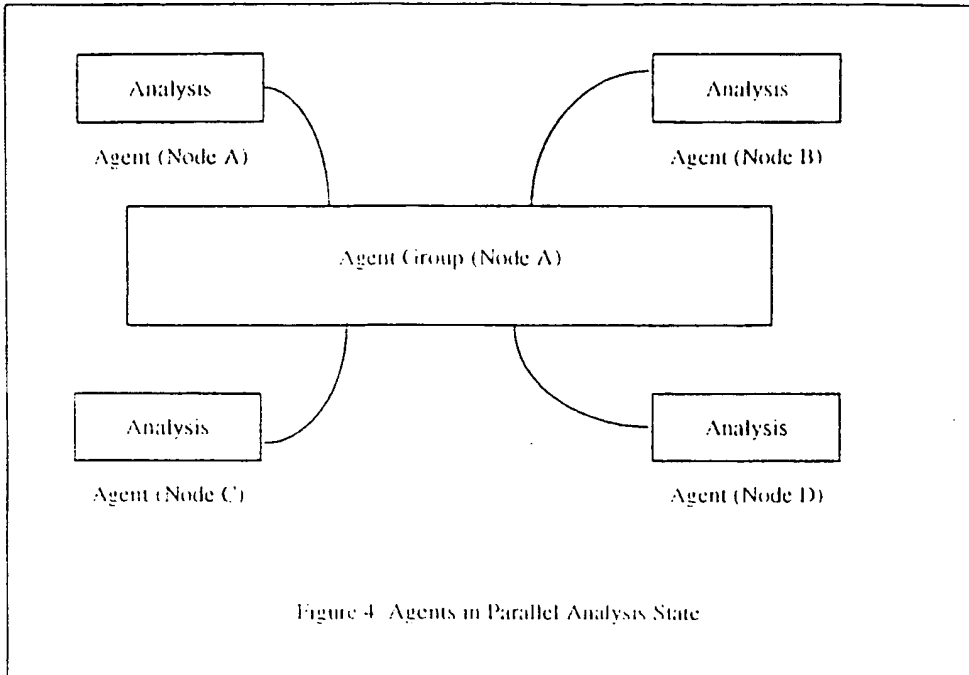 Analysis
Analysis
Agent (Node A)
Agent (Node B)
Agent Group (Node A)
Analysis
Analysis
Agent (Node C)
Agent (Node D)
Figure 4 Agents in Parallel Analysis State